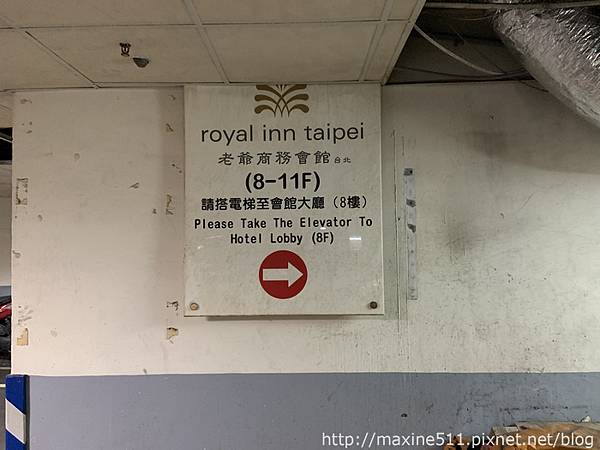 royal inn taipei
老爺商務會館 台北
(8-11F)
請搭電梯至會館大廳（8樓）
Please Take The Elevator To
Hotel Lobby (8F)
http://maxine511.pixnet.net/blog